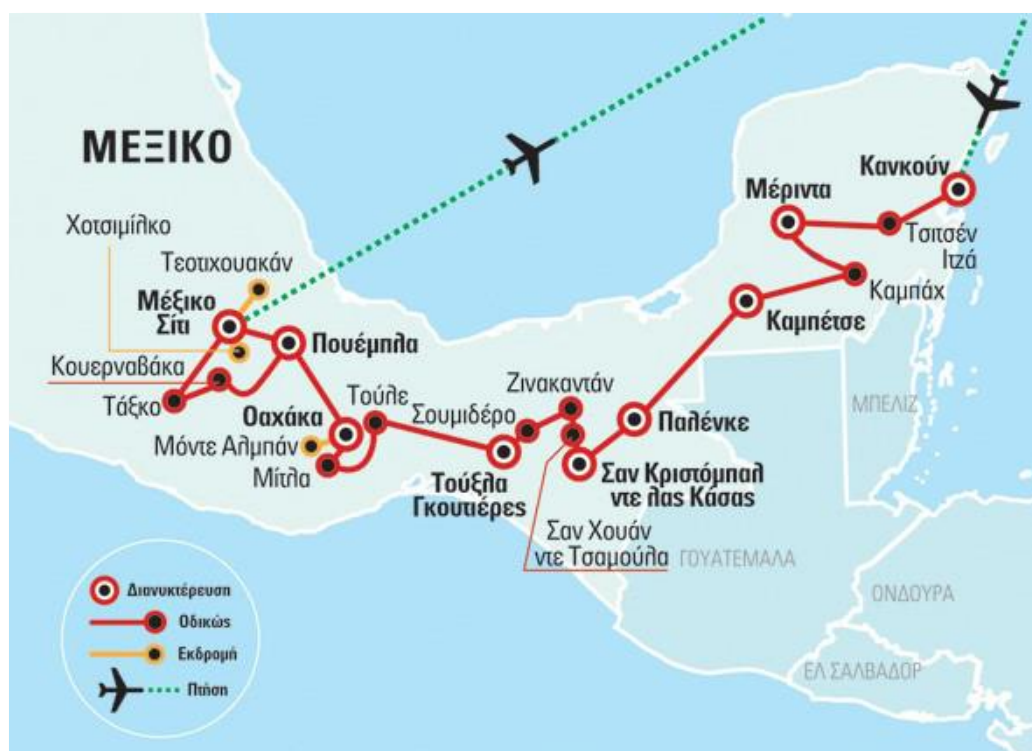 ΜΕΞΙΚΟ
Χοτσιμίλκο
Τεοτιχουακάν
Μέξικο
Σίτι
Πουέμπλα
Κουερναβάκα
Τάξκο
Οαχάκα
Τούλε
Μόντε Αλμπάν
Μίτλα
Σουμιδέρο
Ζινακαντάν
Τούξλα
Γκουτιέρες
Σαν Κριστόμπαλ
ντε λας Κάσας
Σαν Χουάν
ντε Τσαμούλα
Παλένκε
Καμπέτσε
Μέριντα
Καμπάχ
Κανκούν
Τσιτσέν
Ιτζά
ΜΠΕΛΙΖ
ΓΟΥΑΤΕΜΑΛΑ
ΟΝΔΟΥΡΑ
ΕΛ ΣΑΛΒΑΔΟΡ
Διανυκτέρευση
Οδικώς
Εκδρομή
Πτήση